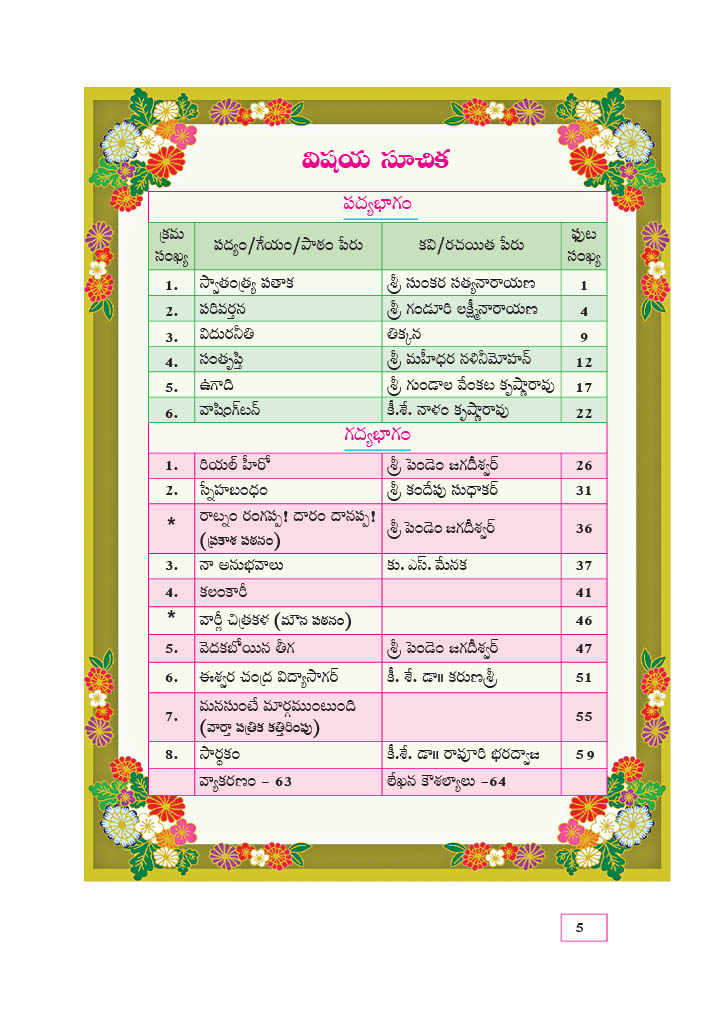 విషయ సూచిక
పద్యభాగం
క్రమ సంఖ్య పద్యం/గేయం/పాఠం పేరు కవి/రచయిత పేరు పుట సంఖ్య
1. స్వాతంత్ర్య పతాక శ్రీ సుంకర సత్యనారాయణ 1
2. పరివర్తన శ్రీ గండూరి లక్ష్మీనారాయణ 4
3. విదురనీతి తిక్కన 9
4. సంతృప్తి శ్రీ మహీధర నళినీమోహన్ 12
5. ఉగాది శ్రీ గుండాల వేంకట కృష్ణారావు 17
6. వాషింగ్‌టన్ కీ.శే. నాళం కృష్ణారావు 22
గద్యభాగం
1. రియల్ హీరో శ్రీ పెండెం జగదీశ్వర్ 26
2. స్నేహబంధం శ్రీ కందేపు సుధాకర్ 31
* రాట్నం రంగప్ప! దారం దానప్ప!
(ప్రకాశ పఠనం) శ్రీ పెండెం జగదీశ్వర్ 36
3. నా అనుభవాలు కు. ఎస్. మేనక 37
4. కలంకారీ 41
* వార్లీ చిత్రకళ (మౌన పఠనం) 46
5. వెదకబోయిన తీగ శ్రీ పెండెం జగదీశ్వర్ 47
6. ఈశ్వర చంద్ర విద్యాసాగర్ కీ. శే. డా॥ కరుణశ్రీ 51
7. మనసుంటే మార్గముంటుంది
(వార్తా పత్రిక కత్తిరింపు) 55
8. సార్థకం కీ.శే. డా॥ రావూరి భరద్వాజ 59
వ్యాకరణం – 63 లేఖన కౌశల్యాలు –64
5